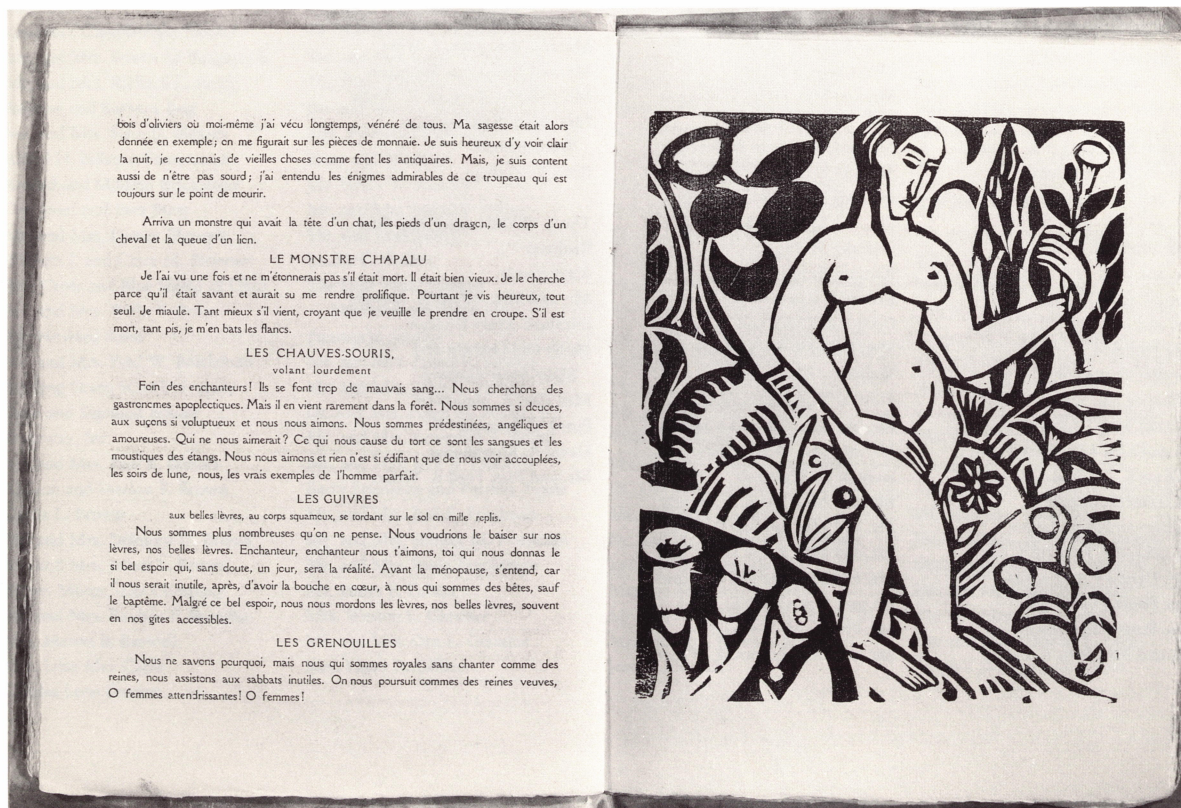 bois d'oliviers où moi-même j'ai vécu longtemps, vénéré de tous. Ma sagesse était alors
donnée en exemple; on me figurait sur les pièces de monnaie. Je suis heureux d'y voir clair
la nuit, je reconnais de vieilles choses comme font les antiquaires. Mais, je suis content
aussi de n'être pas sourd; j'ai entendu les énigmes admirables de ce troupeau qui est
toujours sur le point de mourir.
Arriva un monstre qui avait la tête d'un chat, les pieds d'un dragon, le corps d'un
cheval et la queue d'un lion.
LE MONSTRE CHAPALU
Je l'ai vu une fois et ne m'étonnerais pas s'il était mort. Il était bien vieux. Je le cherche
parce qu'il était savant et aurait su me rendre prolifique. Pourtant je vis heureux, tout
seul. Je miaule. Tant mieux s'il vient, croyant que je veuille le prendre en croupe. S'il est
mort, tant pis, je m'en bats les flancs.
LES CHAUVES-SOURIS,
volant lourdement
Foin des enchanteurs! Ils se font trop de mauvais sang... Nous cherchons des
gastronomes apoplectiques. Mais il en vient rarement dans la forêt. Nous sommes si douces,
aux suçons si voluptueux et nous nous aimons. Nous sommes prédestinées, angéliques et
amoureuses. Qui ne nous aimerait? Ce qui nous cause du tort ce sont les sangsues et les
moustiques des étangs. Nous nous aimons et rien n'est si édifiant que de nous voir accouplées,
les soirs de lune, nous, les vrais exemples de l'homme parfait.
LES GUIVRES
aux belles lèvres, au corps squameux, se tordant sur le sol en mille replis.
Nous sommes plus nombreuses qu'on ne pense. Nous voudrions le baiser sur nos
lèvres, nos belles lèvres. Enchanteur, enchanteur nous t'aimons, toi qui nous donnas le
si bel espoir qui, sans doute, un jour, sera la réalité. Avant la ménopause, s'entend, car
il nous serait inutile, après, d'avoir la bouche en cœur, à nous qui sommes des bêtes, sauf
le baptême. Malgré ce bel espoir, nous nous mordons les lèvres, nos belles lèvres, souvent
en nos gîtes accessibles.
LES GRENOUILLES
Nous ne savons pourquoi, mais nous qui sommes royales sans chanter comme des
reines, nous assistons aux sabbats inutiles. On nous poursuit commes des reines veuves,
O femmes attendrissantes! O femmes!